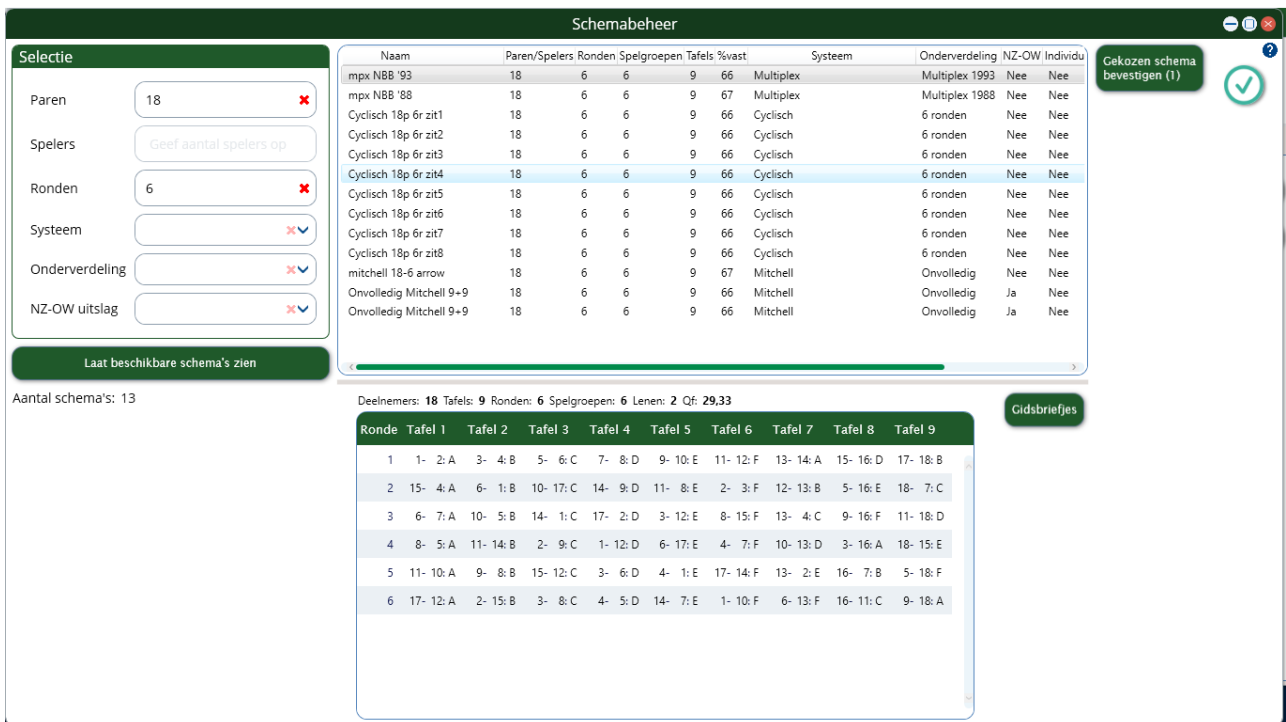 Schemabeheer
Selectie
Paren 18
Spelers Geef aantal spelers op
Ronden 6
Systeem
Onderverdeling
NZ-OW uitslag
Laat beschikbare schema's zien
Aantal schema's: 13
Naam Paren/Spelers Ronden Spelgroepen Tafels %vast Systeem Onderverdeling NZ-OW Individu
mpx NBB '93 18 6 6 9 66 Multiplex Multiplex 1993 Nee Nee
mpx NBB '88 18 6 6 9 67 Multiplex Multiplex 1988 Nee Nee
Cyclisch 18p 6r zit1 18 6 6 9 66 Cyclisch 6 ronden Nee Nee
Cyclisch 18p 6r zit2 18 6 6 9 66 Cyclisch 6 ronden Nee Nee
Cyclisch 18p 6r zit3 18 6 6 9 66 Cyclisch 6 ronden Nee Nee
Cyclisch 18p 6r zit4 18 6 6 9 66 Cyclisch 6 ronden Nee Nee
Cyclisch 18p 6r zit5 18 6 6 9 66 Cyclisch 6 ronden Nee Nee
Cyclisch 18p 6r zit6 18 6 6 9 66 Cyclisch 6 ronden Nee Nee
Cyclisch 18p 6r zit7 18 6 6 9 66 Cyclisch 6 ronden Nee Nee
Cyclisch 18p 6r zit8 18 6 6 9 66 Cyclisch 6 ronden Nee Nee
mitchell 18-6 arrow 18 6 6 9 67 Mitchell Onvolledig Nee Nee
Onvolledig Mitchell 9+9 18 6 6 9 66 Mitchell Onvolledig Ja Nee
Onvolledig Mitchell 9+9 18 6 6 9 66 Mitchell Onvolledig Ja Nee
Gekozen schema
bevestigen (1)
?
Deelnemers: 18 Tafels: 9 Ronden: 6 Spelgroepen: 6 Lenen: 2 Qf: 29,33
Gidsbriefjes
Ronde Tafel 1 Tafel 2 Tafel 3 Tafel 4 Tafel 5 Tafel 6 Tafel 7 Tafel 8 Tafel 9
1 1- 2: A 3- 4: B 5- 6: C 7- 8: D 9- 10: E 11- 12: F 13- 14: A 15- 16: D 17- 18: B
2 15- 4: A 6- 1: B 10- 17: C 14- 9: D 11- 8: E 2- 3: F 12- 13: B 5- 16: E 18- 7: C
3 6- 7: A 10- 5: B 14- 1: C 17- 2: D 3- 12: E 8- 15: F 13- 4: C 9- 16: F 11- 18: D
4 8- 5: A 11- 14: B 2- 9: C 1- 12: D 6- 17: E 4- 7: F 10- 13: D 3- 16: A 18- 15: E
5 11- 10: A 9- 8: B 15- 12: C 3- 6: D 4- 1: E 17- 14: F 13- 2: E 16- 7: B 5- 18: F
6 17- 12: A 2- 15: B 3- 8: C 4- 5: D 14- 7: E 1- 10: F 6- 13: F 16- 11: C 9- 18: A